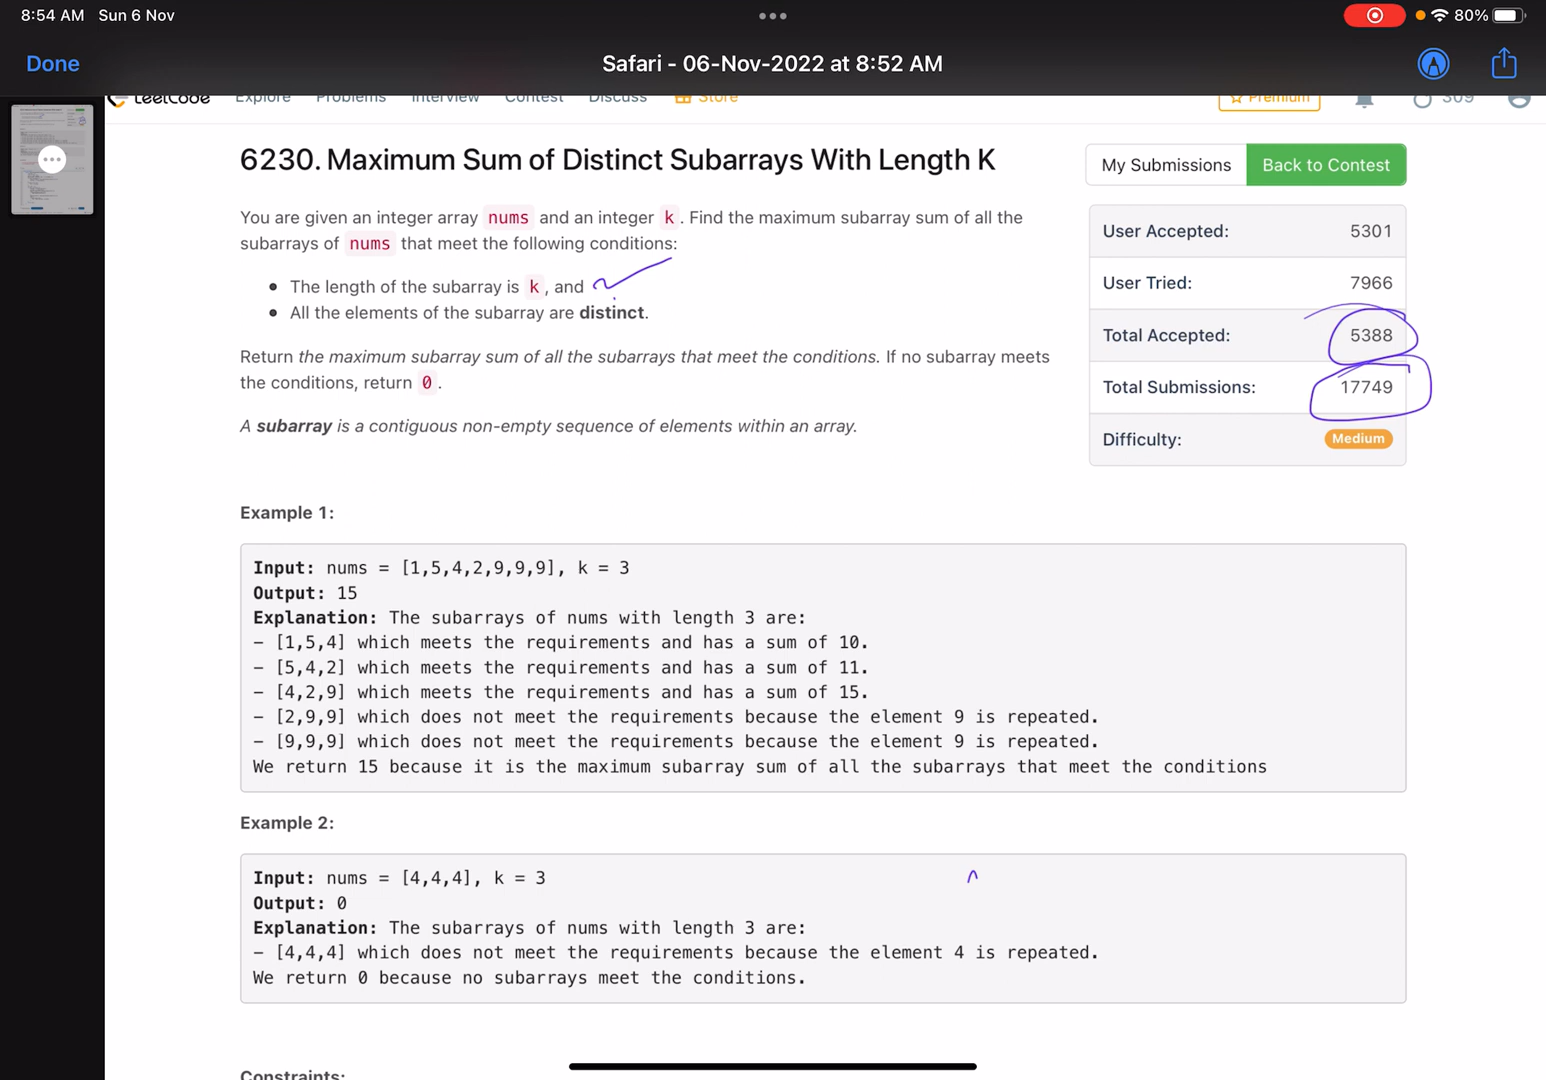 8:54 AM Sun 6 Nov
80%
Done
Safari - 06-Nov-2022 at 8:52 AM
LeetCode Explore Problems Interview Contest Discuss Store Premium 309
6230. Maximum Sum of Distinct Subarrays With Length K
My Submissions Back to Contest
You are given an integer array nums and an integer k. Find the maximum subarray sum of all the
subarrays of nums that meet the following conditions:
• The length of the subarray is k, and
• All the elements of the subarray are distinct.
Return the maximum subarray sum of all the subarrays that meet the conditions. If no subarray meets
the conditions, return 0.
A subarray is a contiguous non-empty sequence of elements within an array.
User Accepted: 5301
User Tried: 7966
Total Accepted: 5388
Total Submissions: 17749
Difficulty: Medium
Example 1:
Input: nums = [1,5,4,2,9,9,9], k = 3
Output: 15
Explanation: The subarrays of nums with length 3 are:
- [1,5,4] which meets the requirements and has a sum of 10.
- [5,4,2] which meets the requirements and has a sum of 11.
- [4,2,9] which meets the requirements and has a sum of 15.
- [2,9,9] which does not meet the requirements because the element 9 is repeated.
- [9,9,9] which does not meet the requirements because the element 9 is repeated.
We return 15 because it is the maximum subarray sum of all the subarrays that meet the conditions
Example 2:
Input: nums = [4,4,4], k = 3
Output: 0
Explanation: The subarrays of nums with length 3 are:
- [4,4,4] which does not meet the requirements because the element 4 is repeated.
We return 0 because no subarrays meet the conditions.
Constraints: